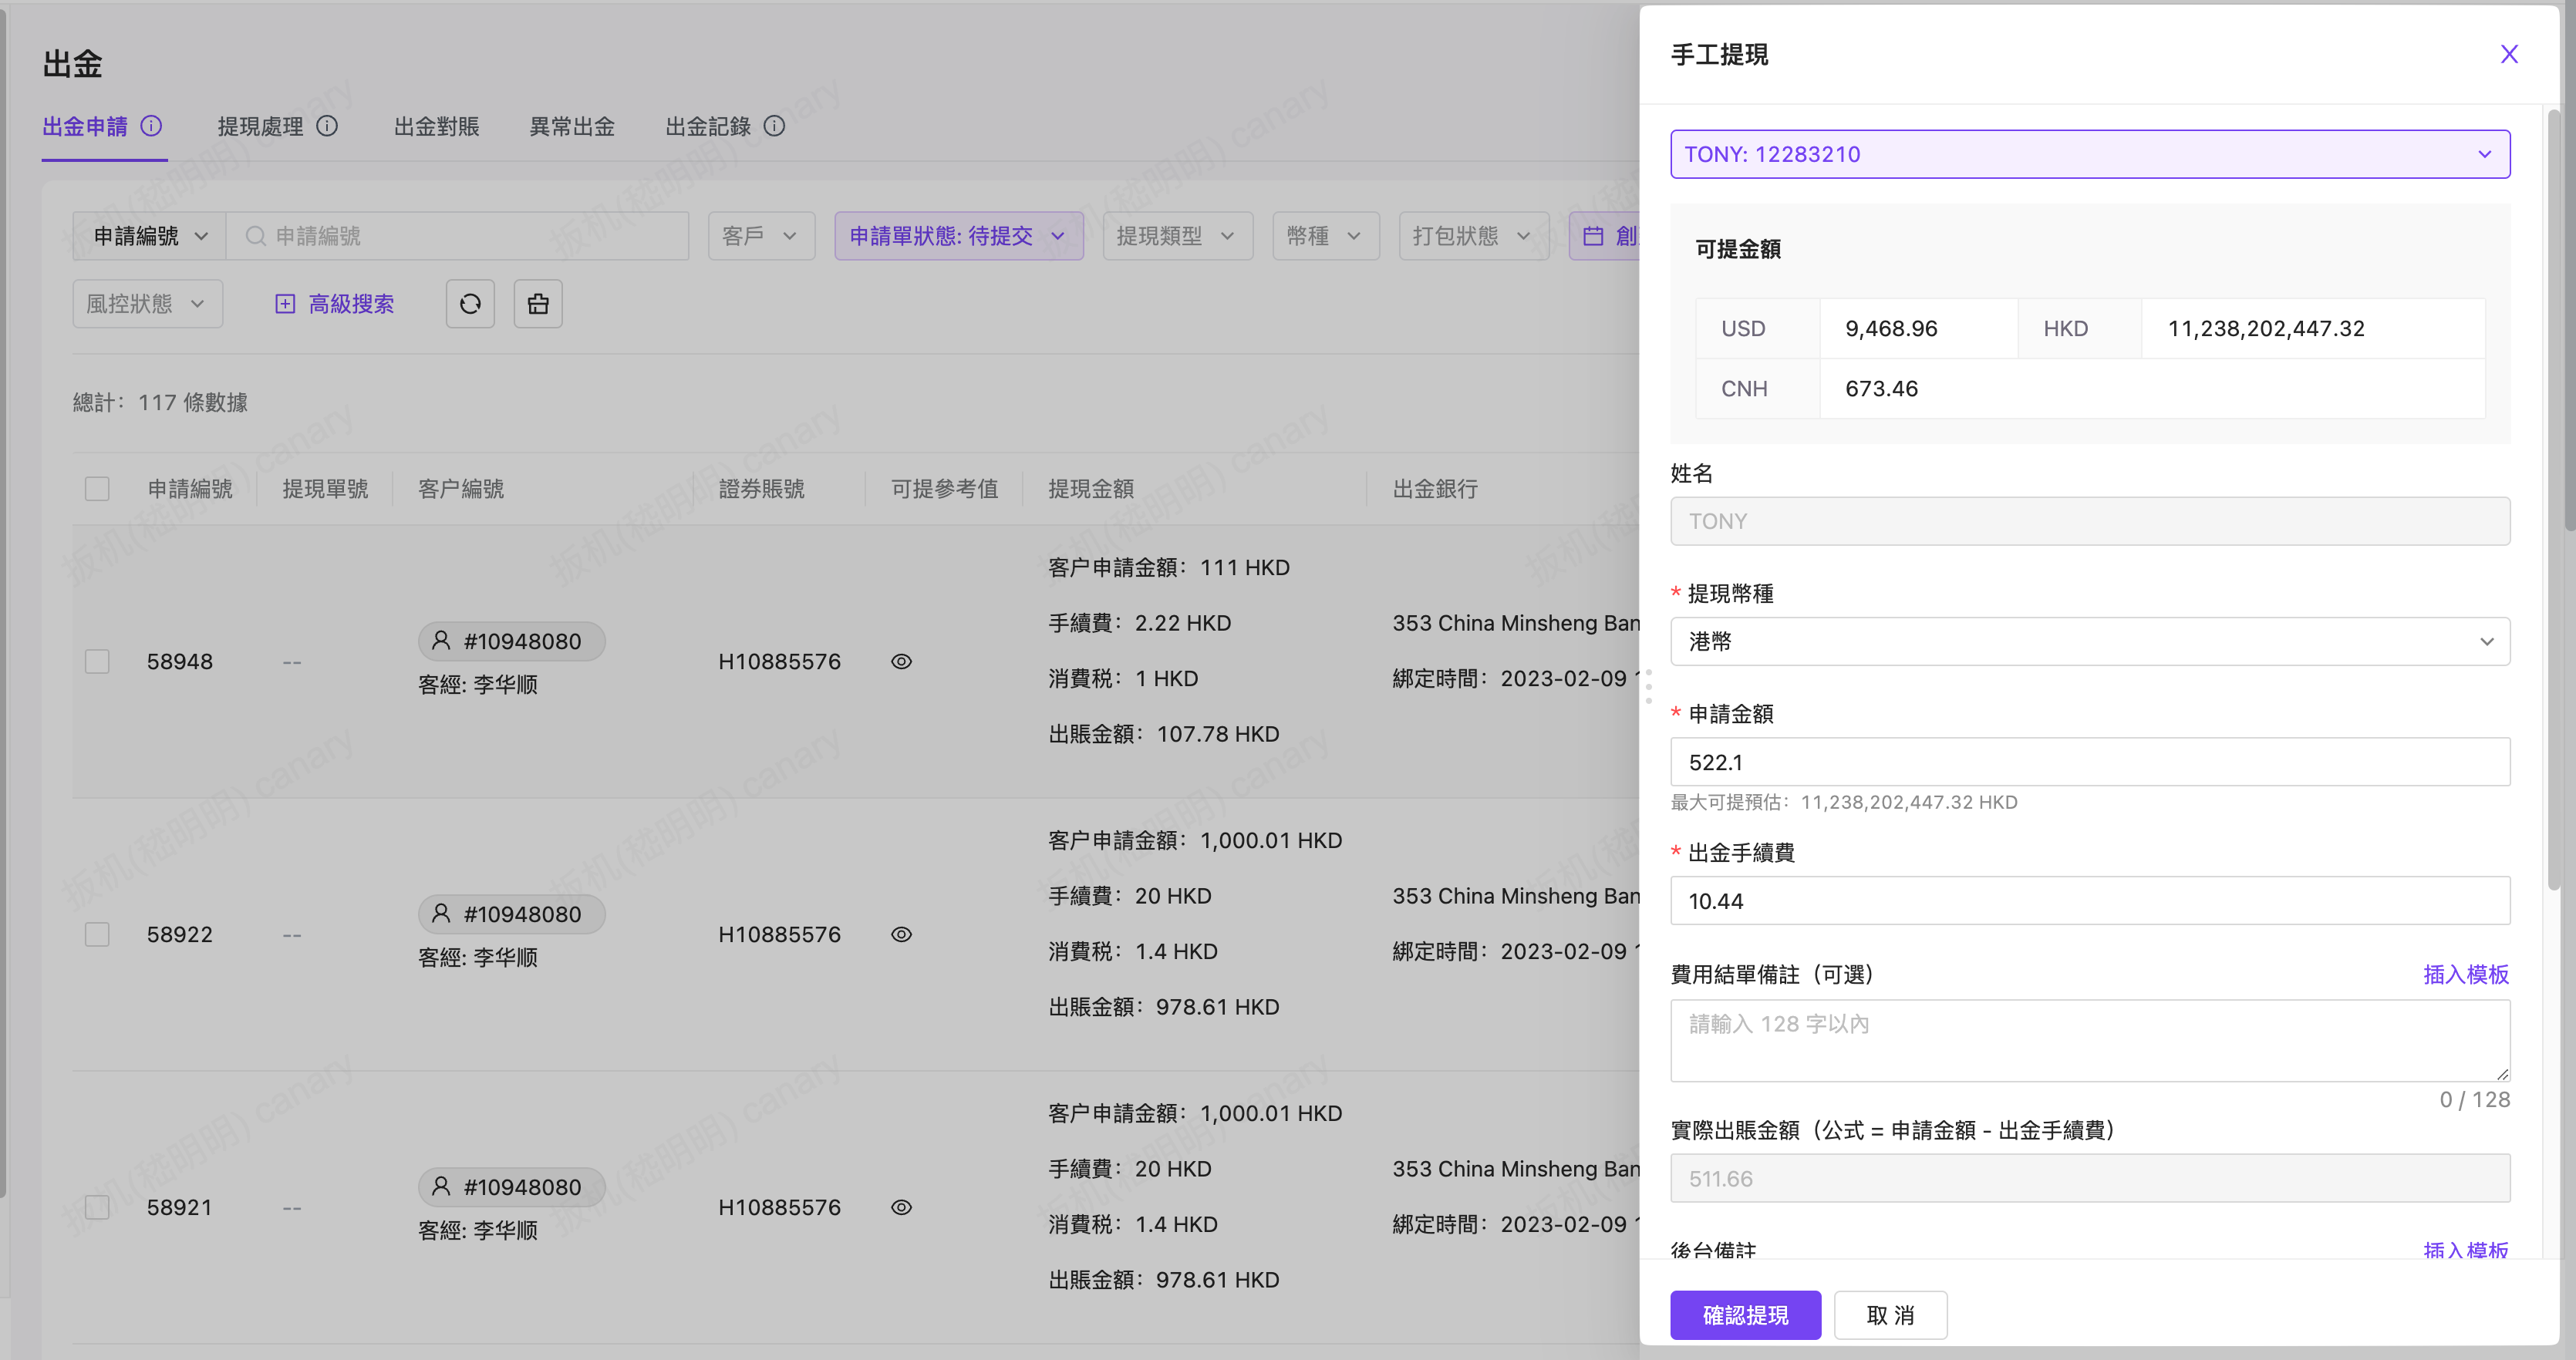 出金
出金申請 提現處理 出金對賬 異常出金 出金記錄
申請編號 申請編號 客戶 申請單狀態: 待提交 提現類型 幣種 打包狀態 創
風控狀態 高級搜索
總計： 117 條數據
申請編號 提現單號 客户編號 證券賬號 可提參考值 提現金額 出金銀行
客户申請金額： 111 HKD
手續費： 2.22 HKD 353 China Minsheng Ban
58948 -- #10948080 H10885576
客經: 李华顺
消費税： 1 HKD 綁定時間： 2023-02-09
出賬金額： 107.78 HKD
客户申請金額： 1,000.01 HKD
手續費： 20 HKD 353 China Minsheng Ban
58922 -- #10948080 H10885576
客經: 李华顺
消費税： 1.4 HKD 綁定時間： 2023-02-09
出賬金額： 978.61 HKD
客户申請金額： 1,000.01 HKD
手續費： 20 HKD 353 China Minsheng Ban
58921 -- #10948080 H10885576
客經: 李华顺
消費税： 1.4 HKD 綁定時間： 2023-02-09
出賬金額： 978.61 HKD
手工提現
TONY: 12283210
可提金額
USD 9,468.96 HKD 11,238,202,447.32
CNH 673.46
姓名
TONY
* 提現幣種
港幣
* 申請金額
522.1
最大可提預估： 11,238,202,447.32 HKD
* 出金手續費
10.44
費用結單備註（可選） 插入模板
請輸入 128 字以內
0 / 128
實際出賬金額（公式 = 申請金額 - 出金手續費）
511.66
後台備註 插入模板
確認提現 取 消